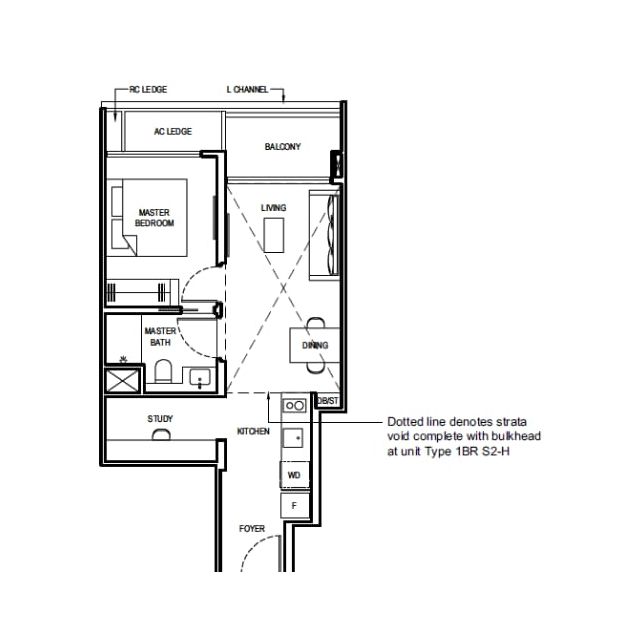 RC LEDGE
L CHANNEL
AC LEDGE
BALCONY
LIVING
MASTER
BEDROOM
MASTER
BATH
DINING
DB/ST
STUDY
KITCHEN
Dotted line denotes strata
void complete with bulkhead
at unit Type 1BR S2-H
WD
F
FOYER